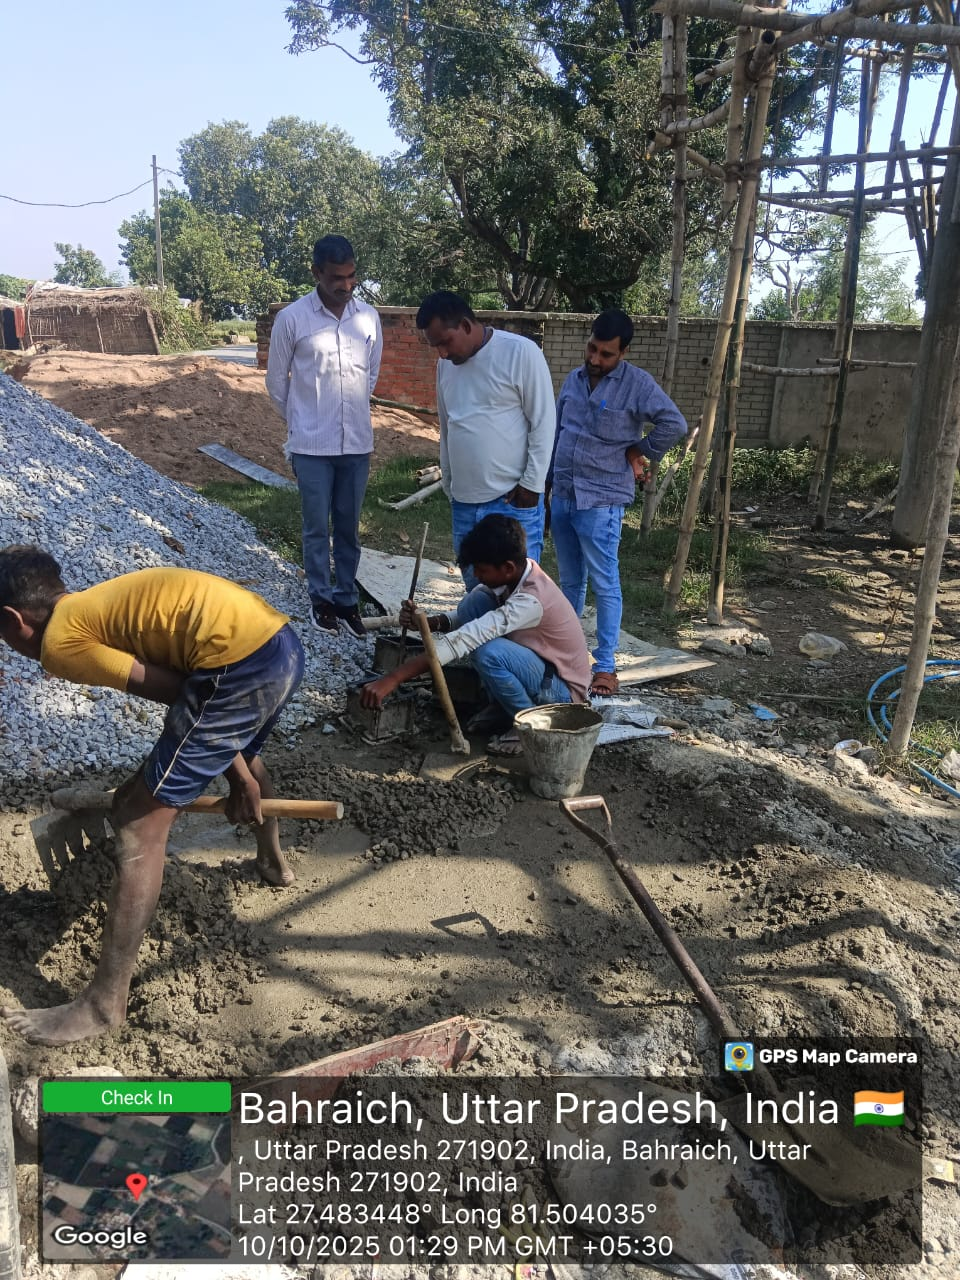 GPS Map Camera
Check In
Bahraich, Uttar Pradesh, India 🇮🇳
, Uttar Pradesh 271902, India, Bahraich, Uttar
Pradesh 271902, India
Lat 27.483448° Long 81.504035°
10/10/2025 01:29 PM GMT +05:30
Google